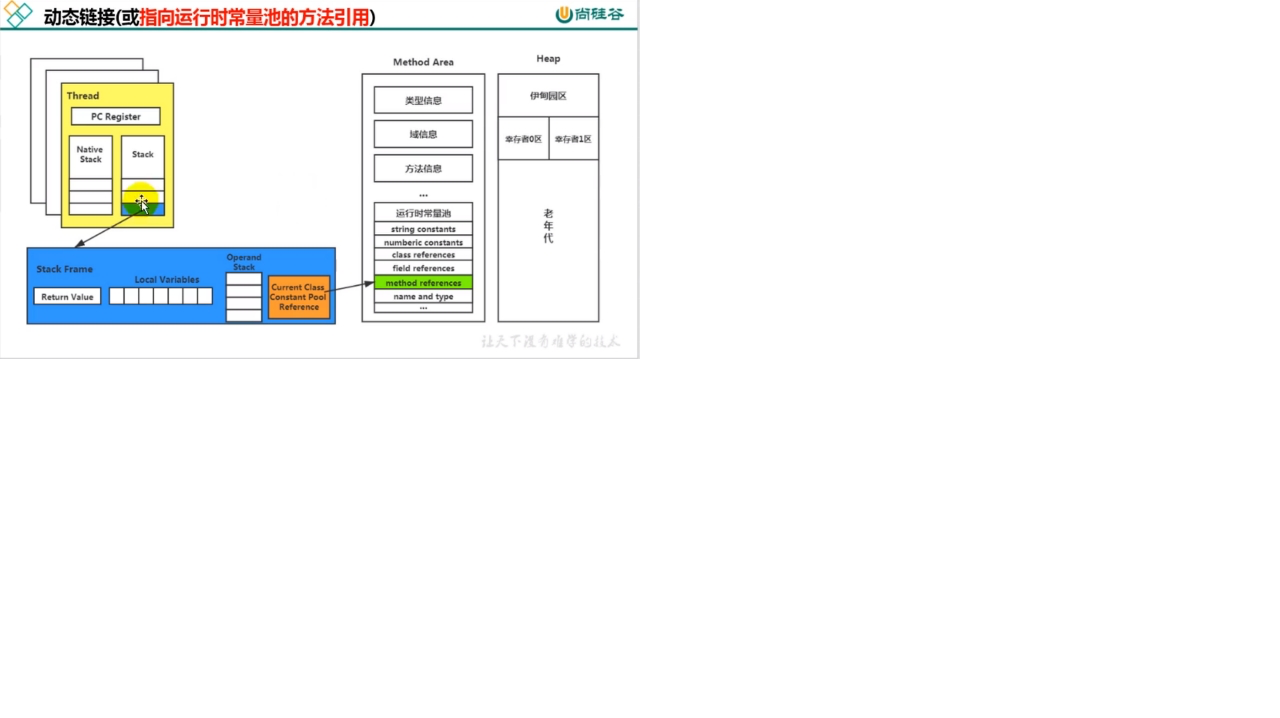 动态链接(或指向运行时常量池的方法引用)
尚硅谷
Thread
PC Register
Native
Stack
Stack
Stack Frame
Return Value
Local Variables
Operand
Stack
Current Class
Constant Pool
Reference
Method Area
类型信息
域信息
方法信息
...
运行时常量池
string constants
numberic constants
class references
field references
method references
name and type
...
Heap
伊甸园区
幸存者0区
幸存者1区
老
年
代
让天下没有难学的技术